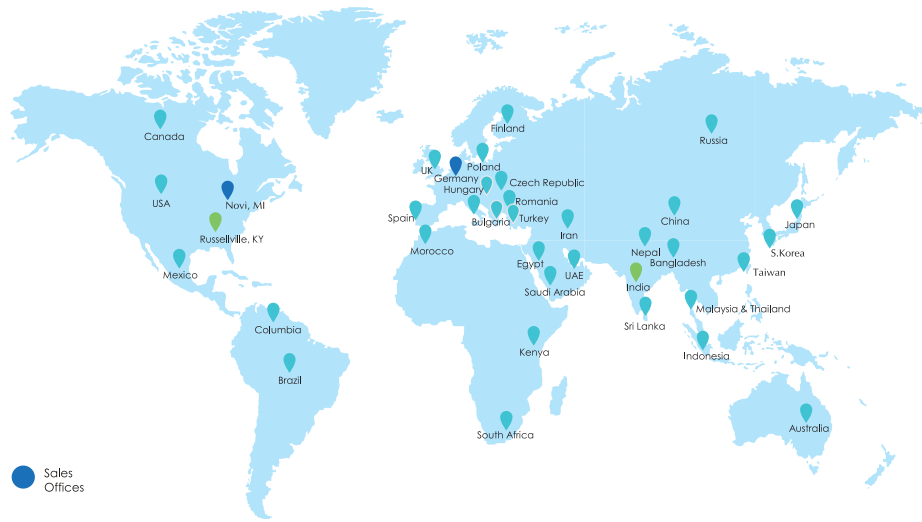 Finland
Russia
Canada
UK
Poland
Germany
Czech Republic
Hungary
USA
Novi, MI
Romania
Spain
Bulgaria
Turkey
Japan
China
Russellville, KY
Iran
Morocco
Nepal
S.Korea
Mexico
Egypt
UAE
Bangladesh
Taiwan
Saudi Arabia
India
Malaysia & Thailand
Columbia
Sri Lanka
Kenya
Indonesia
Brazil
Australia
South Africa
Sales
Offices